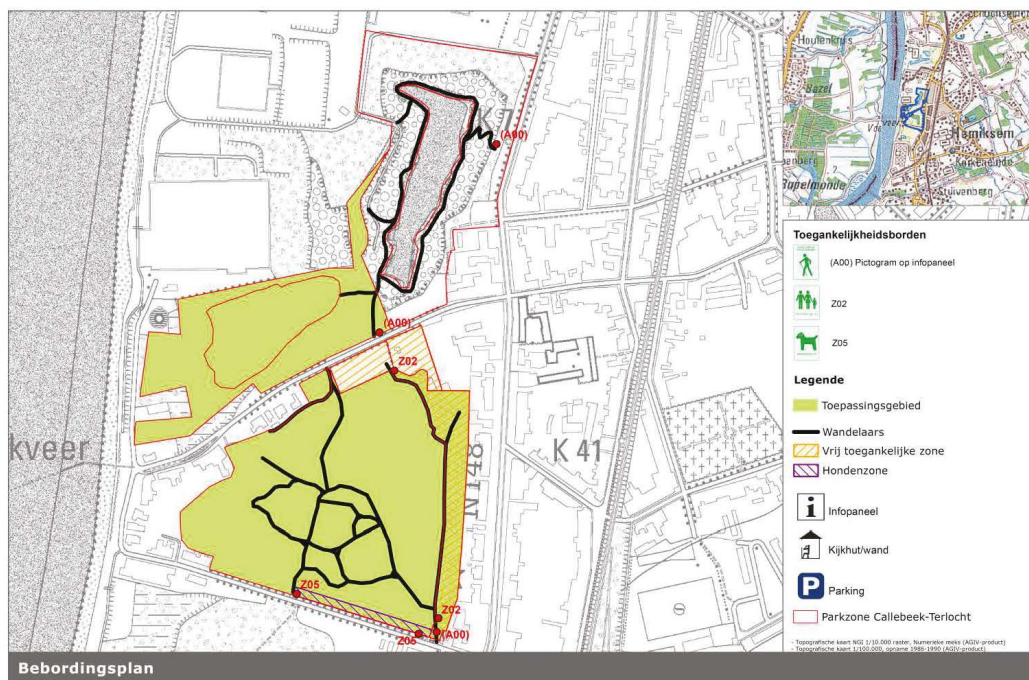 K 7
(A00)
(A00)
Z02
kveer
N148
K 41
Z05
Z02
Z05
(A00)
Houtenkruis
Bazel
Hemiksem
Kerkeneinde
Stuivenberg
Rupelmonde
Toegankelijkheidsborden
(A00) Pictogram op infopaneel
Z02
Z05
Legende
Toepassingsgebied
Wandelaars
Vrij toegankelijke zone
Hondenzone
i
Infopaneel
Kijkhut/wand
P
Parking
Parkzone Callebeek-Terlocht
- Topografische kaart NGI 1/10.000 raster, Numerieke reeks (AGIV-product)
- Topografische kaart 1/100.000, opname 1986-1990 (AGIV-product)
Bebordingsplan